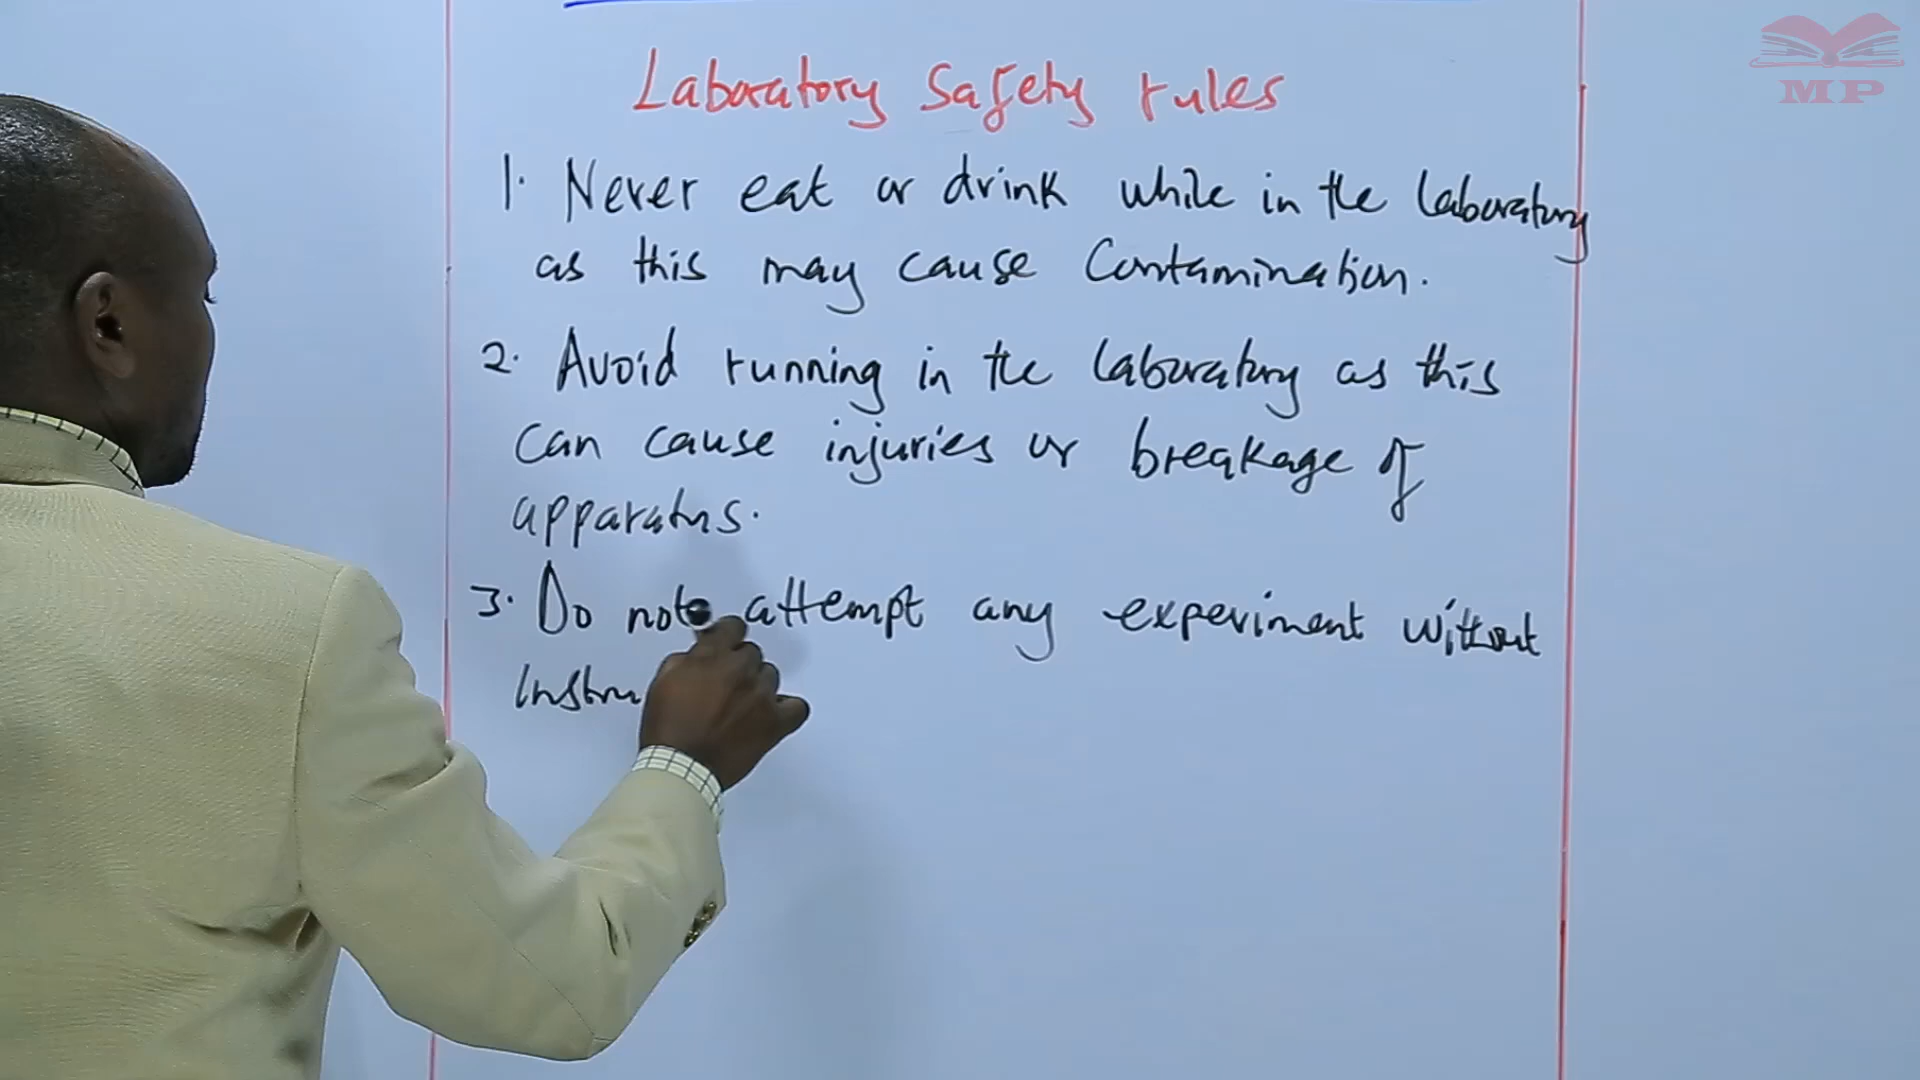 MP
Laboratory Safety rules
1. Never eat or drink while in the laboratory
as this may cause Contamination.
2. Avoid running in the laboratory as this
can cause injuries or breakage of
apparatus.
3. Do not attempt any experiment without
Instru